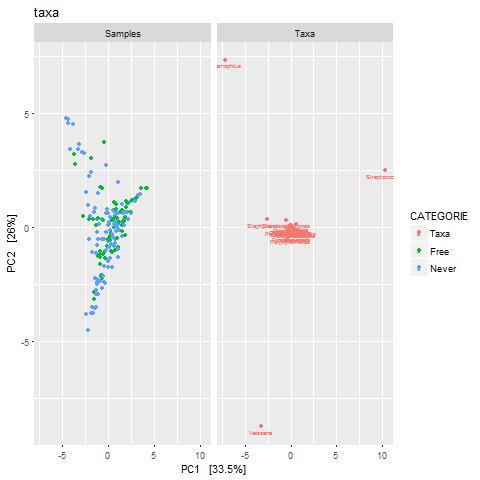 taxa
Samples Taxa
5
0
-5
-5 0 5 10 -5 0 5 10
PC1 [33.5%]
PC2 [26%]
CATEGORIE
Taxa
Free
Never
Neisseria